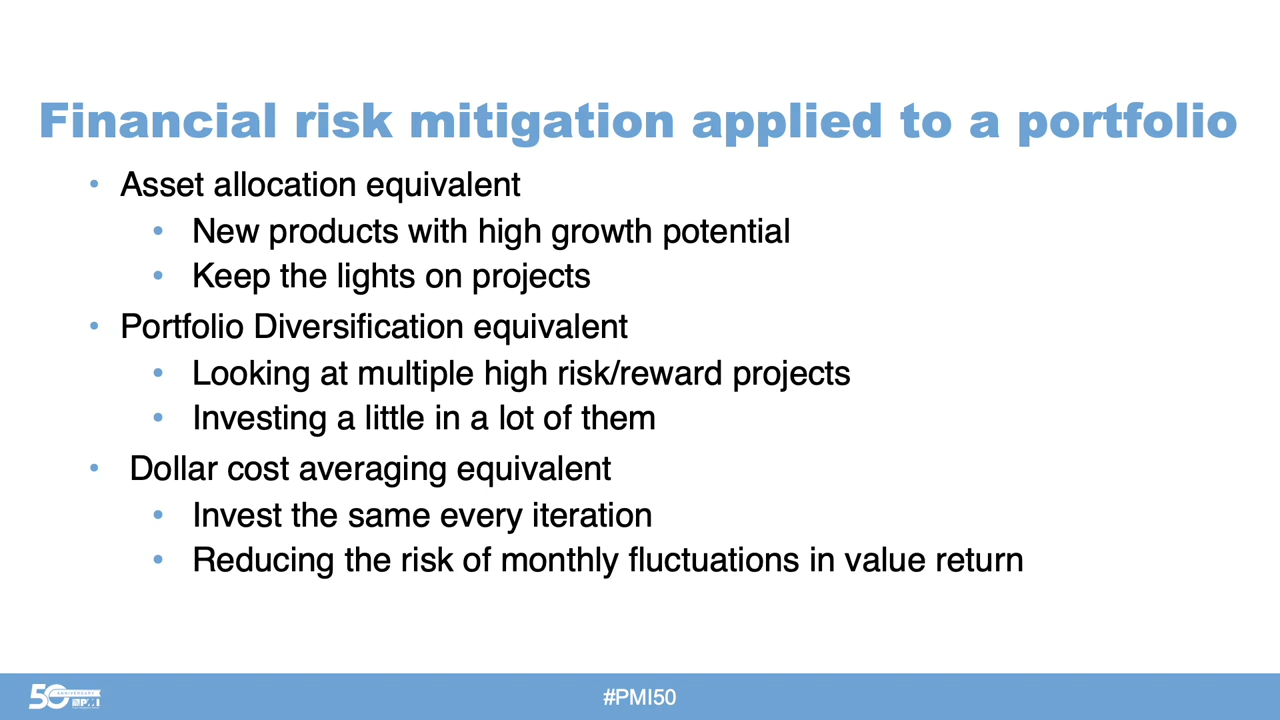 Financial risk mitigation applied to a portfolio
• Asset allocation equivalent
• New products with high growth potential
• Keep the lights on projects
• Portfolio Diversification equivalent
• Looking at multiple high risk/reward projects
• Investing a little in a lot of them
• Dollar cost averaging equivalent
• Invest the same every iteration
• Reducing the risk of monthly fluctuations in value return
50 ANNIVERSARY
PMI
#PMI50